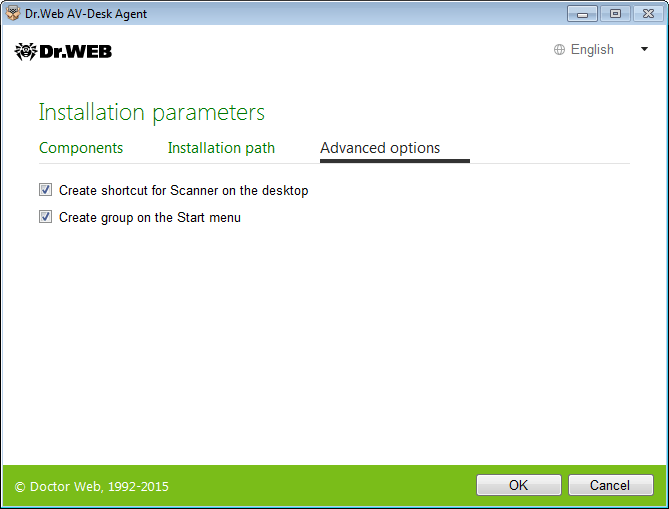 Dr.Web AV-Desk Agent
Dr.WEB
English
Installation parameters
Components Installation path Advanced options
Create shortcut for Scanner on the desktop
Create group on the Start menu
© Doctor Web, 1992-2015
OK Cancel